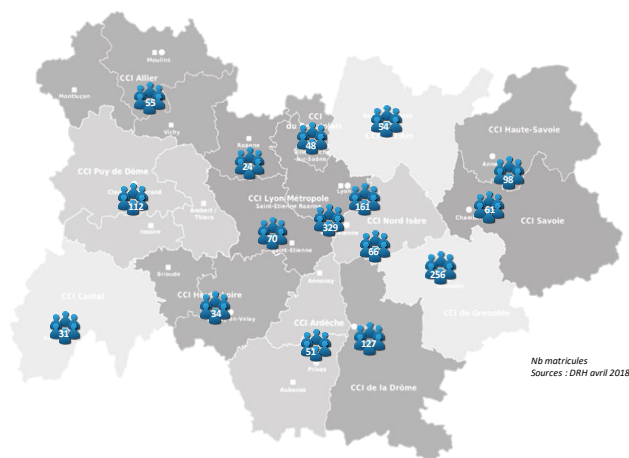 Moulins
CCI Allier
55
Montluçon
Vichy
Roanne
24
CCI
48
54
CCI Haute-Savoie
98
61
CCI Savoie
CCI Puy de Dôme
112
Ambert /
Thiers
Issoire
CCI Lyon Métropole
Saint-Etienne Roanne
161
329
CCI Nord Isère
70
66
256
CCI de Grenoble
Brioude
34
CCI Cantal
31
Annonay
CCI Ardèche
51
Privas
127
Aubenas
CCI de la Drôme
Nb matricules
Sources : DRH avril 2018